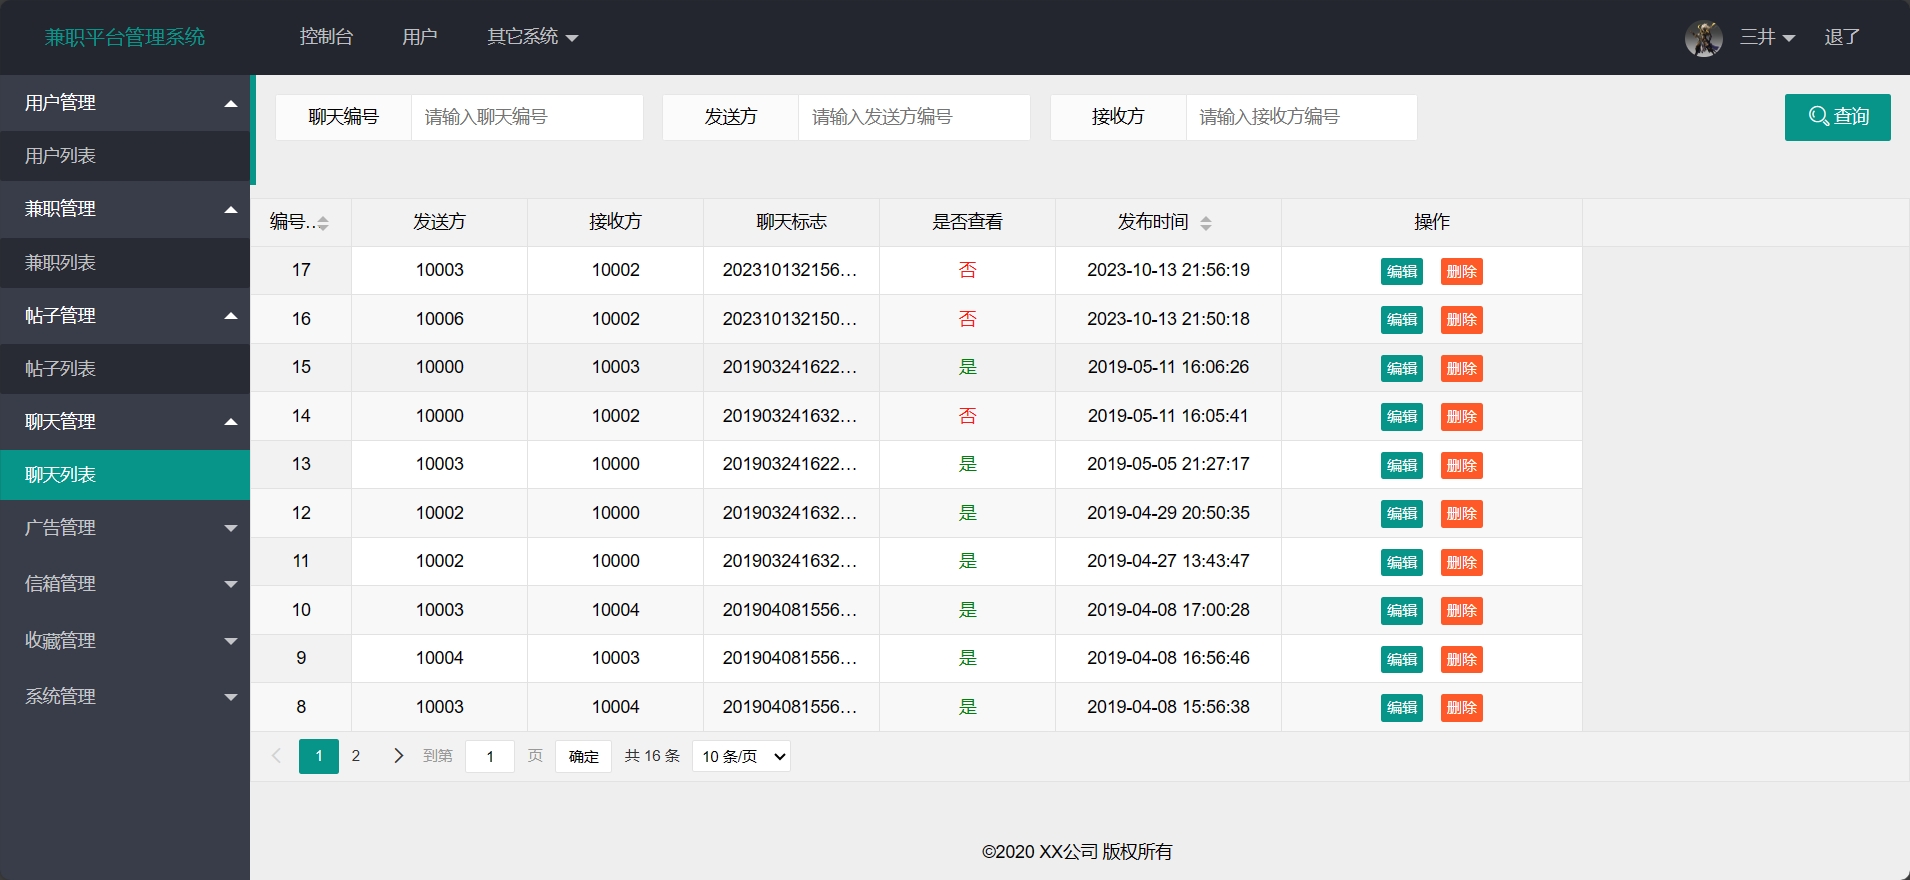 兼职平台管理系统 控制台 用户 其它系统 三井 退了
用户管理
用户列表
兼职管理
兼职列表
帖子管理
帖子列表
聊天管理
聊天列表
广告管理
信箱管理
收藏管理
系统管理
聊天编号 请输入聊天编号 发送方 请输入发送方编号 接收方 请输入接收方编号 查询
编号… 发送方 接收方 聊天标志 是否查看 发布时间 操作
17 10003 10002 202310132156… 否 2023-10-13 21:56:19 编辑 删除
16 10006 10002 202310132150… 否 2023-10-13 21:50:18 编辑 删除
15 10000 10003 201903241622… 是 2019-05-11 16:06:26 编辑 删除
14 10000 10002 201903241632… 否 2019-05-11 16:05:41 编辑 删除
13 10003 10000 201903241622… 是 2019-05-05 21:27:17 编辑 删除
12 10002 10000 201903241632… 是 2019-04-29 20:50:35 编辑 删除
11 10002 10000 201903241632… 是 2019-04-27 13:43:47 编辑 删除
10 10003 10004 201904081556… 是 2019-04-08 17:00:28 编辑 删除
9 10004 10003 201904081556… 是 2019-04-08 16:56:46 编辑 删除
8 10003 10004 201904081556… 是 2019-04-08 15:56:38 编辑 删除
1 2 到第 1 页 确定 共 16 条 10 条/页
©2020 XX公司 版权所有